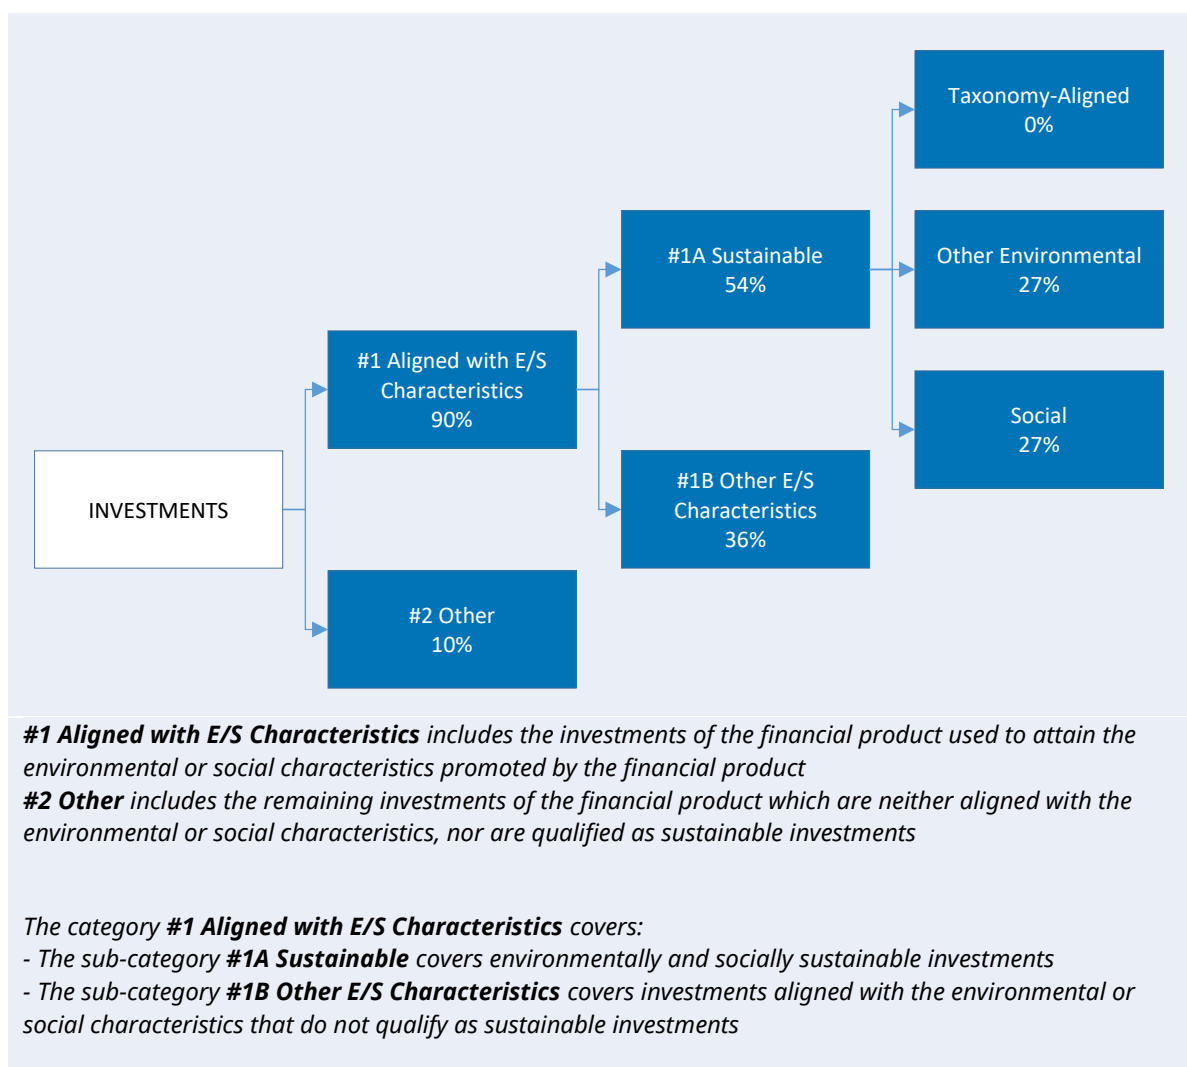 Taxonomy-Aligned
0%
#1A Sustainable
54%
Other Environmental
27%
#1 Aligned with E/S
Characteristics
90%
Social
27%
INVESTMENTS
#1B Other E/S
Characteristics
36%
#2 Other
10%
#1 Aligned with E/S Characteristics includes the investments of the financial product used to attain the
environmental or social characteristics promoted by the financial product
#2 Other includes the remaining investments of the financial product which are neither aligned with the
environmental or social characteristics, nor are qualified as sustainable investments
The category #1 Aligned with E/S Characteristics covers:
- The sub-category #1A Sustainable covers environmentally and socially sustainable investments
- The sub-category #1B Other E/S Characteristics covers investments aligned with the environmental or
social characteristics that do not qualify as sustainable investments